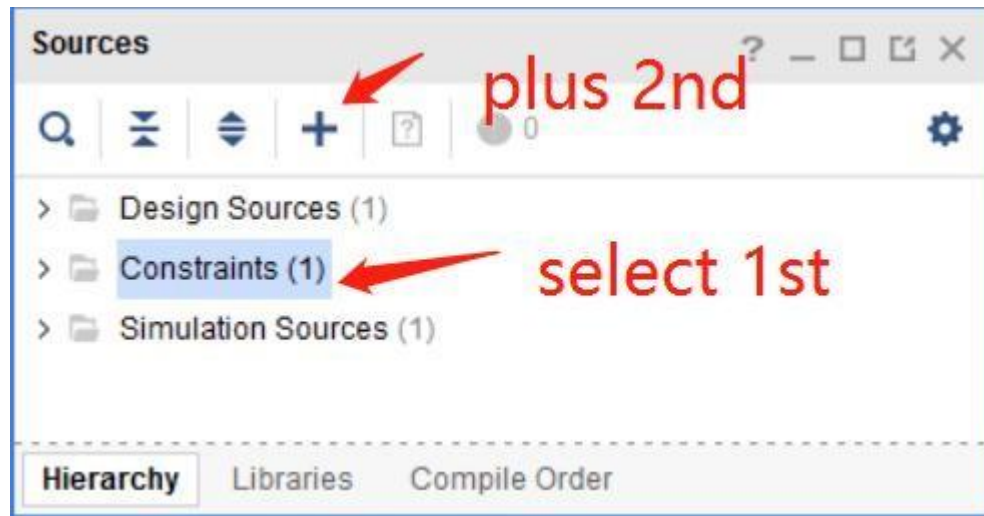 Sources
plus 2nd
0
Design Sources (1)
Constraints (1)
select 1st
Simulation Sources (1)
Hierarchy Libraries Compile Order